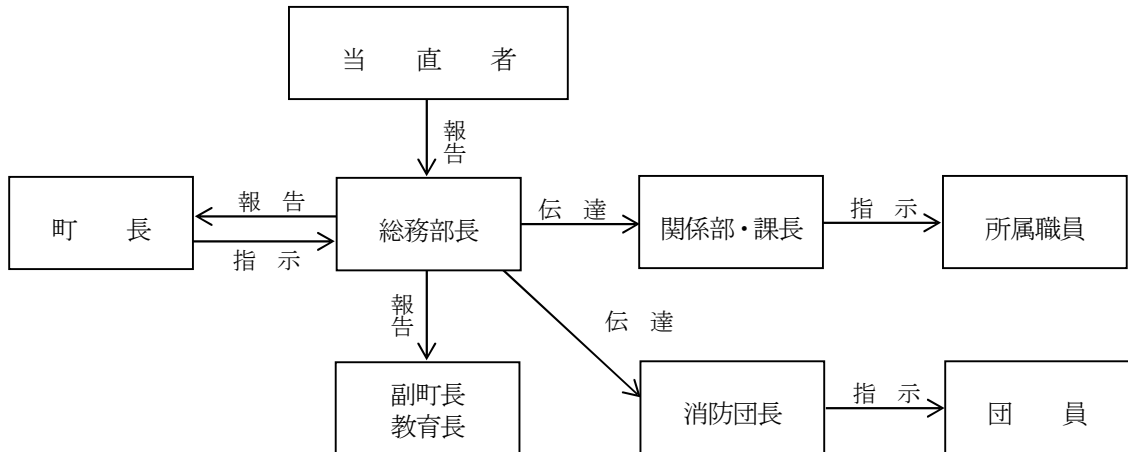 当　直　者
報告
町　長
報　告
指　示
総務部長
伝　達
関係部・課長
指　示
所属職員
報告
伝　達
副町長
教育長
消防団長
指　示
団　員